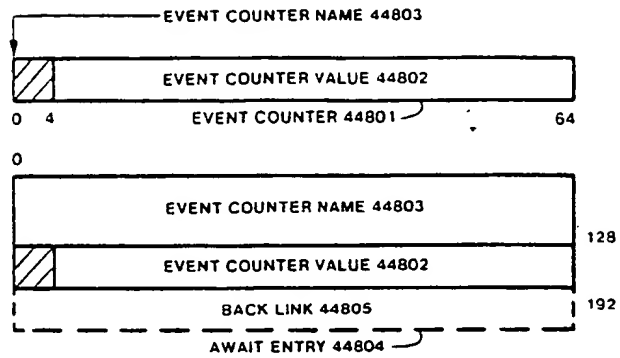 EVENT COUNTER NAME 44803
EVENT COUNTER VALUE 44802
0 4 EVENT COUNTER 44801 64
0
EVENT COUNTER NAME 44803
128
EVENT COUNTER VALUE 44802
BACK LINK 44805 192
AWAIT ENTRY 44804